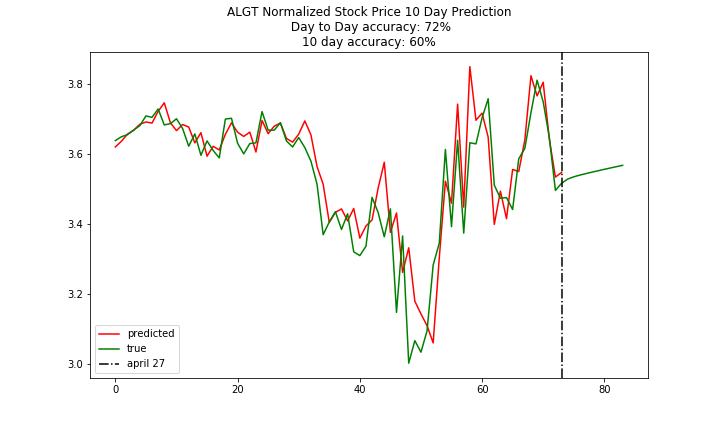 ALGT Normalized Stock Price 10 Day Prediction
Day to Day accuracy: 72%
10 day accuracy: 60%
3.8
3.6
3.4
3.2
3.0
predicted
true
april 27
0 20 40 60 80